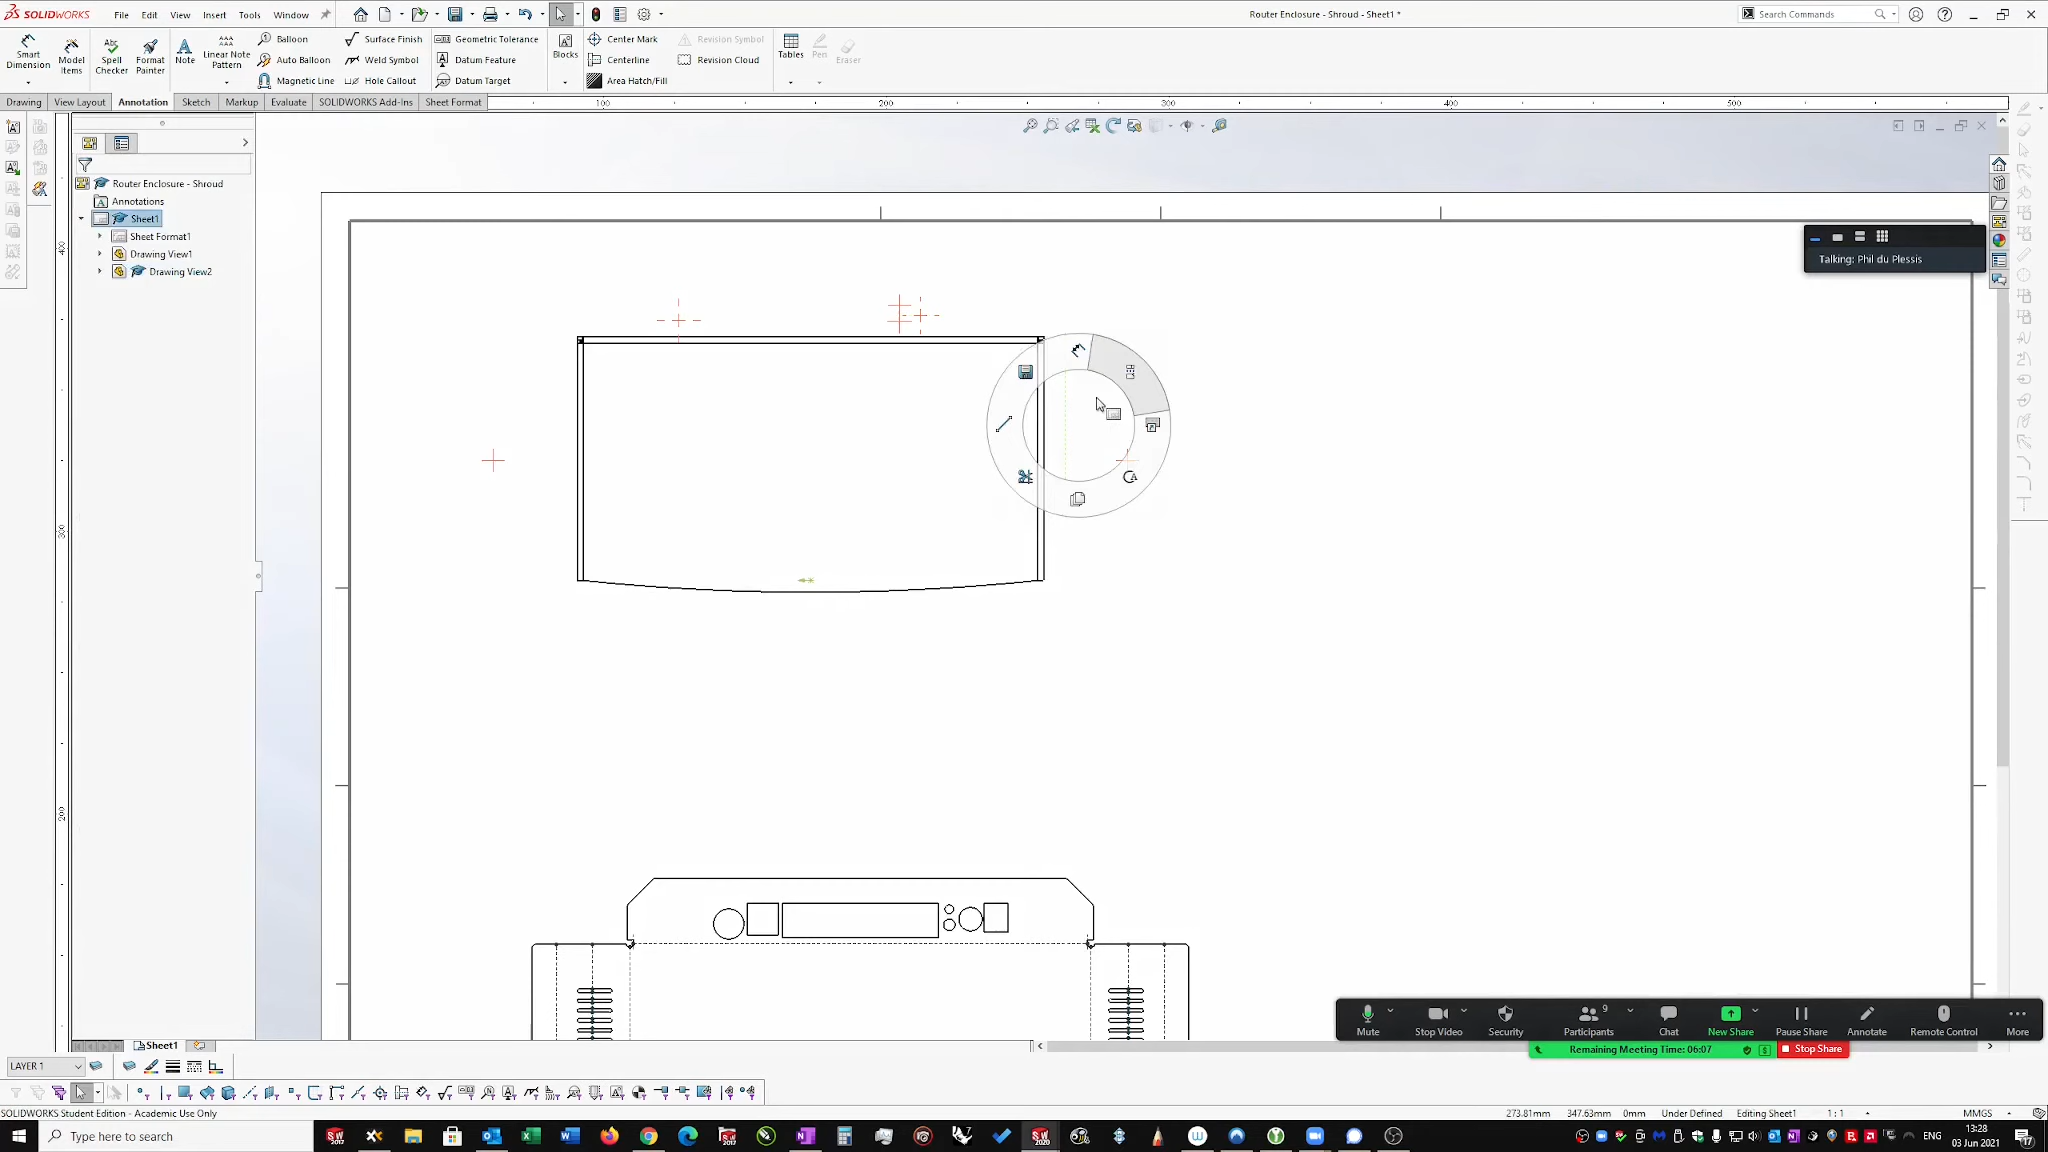 SOLIDWORKS
File
Edit
View
Insert
Tools
Window
Router Enclosure - Shroud - Sheet1 *
Search Commands
Smart Dimension
Model Items
Spell Checker
Format Painter
Note
Linear Note Pattern
Balloon
Auto Balloon
Magnetic Line
Surface Finish
Weld Symbol
Hole Callout
Geometric Tolerance
Datum Feature
Datum Target
Blocks
Center Mark
Centerline
Area Hatch/Fill
Revision Symbol
Revision Cloud
Tables
Pen
Eraser
Drawing
View Layout
Annotation
Sketch
Markup
Evaluate
SOLIDWORKS Add-Ins
Sheet Format
100
200
300
400
500
Router Enclosure - Shroud
Annotations
Sheet1
Sheet Format1
Drawing View1
Drawing View2
400
300
200
Talking: Phil du Plessis
Mute
Stop Video
Security
9
Participants
Chat
New Share
Pause Share
Annotate
Remote Control
More
Remaining Meeting Time: 06:07
Stop Share
Sheet1
LAYER 1
SOLIDWORKS Student Edition - Academic Use Only
273.81mm
347.63mm
0mm
Under Defined
Editing Sheet1
1 : 1
MMGS
Type here to search
ENG
13:28
03 Jun 2021